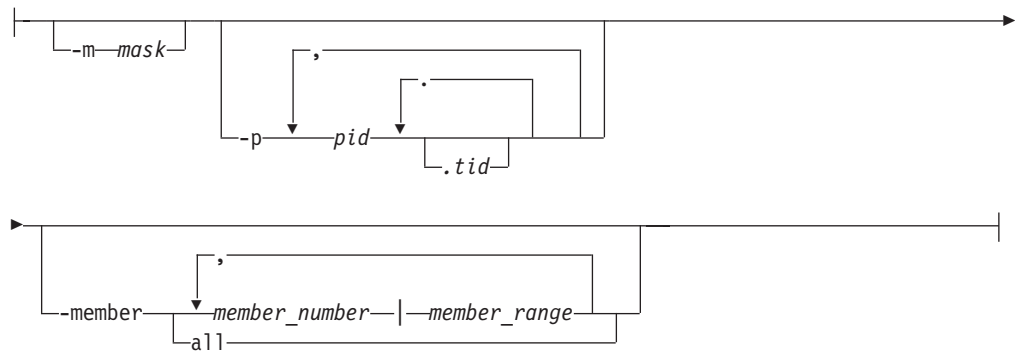 -m mask
,
.
-p pid
.tid
,
-member member_number | member_range
all